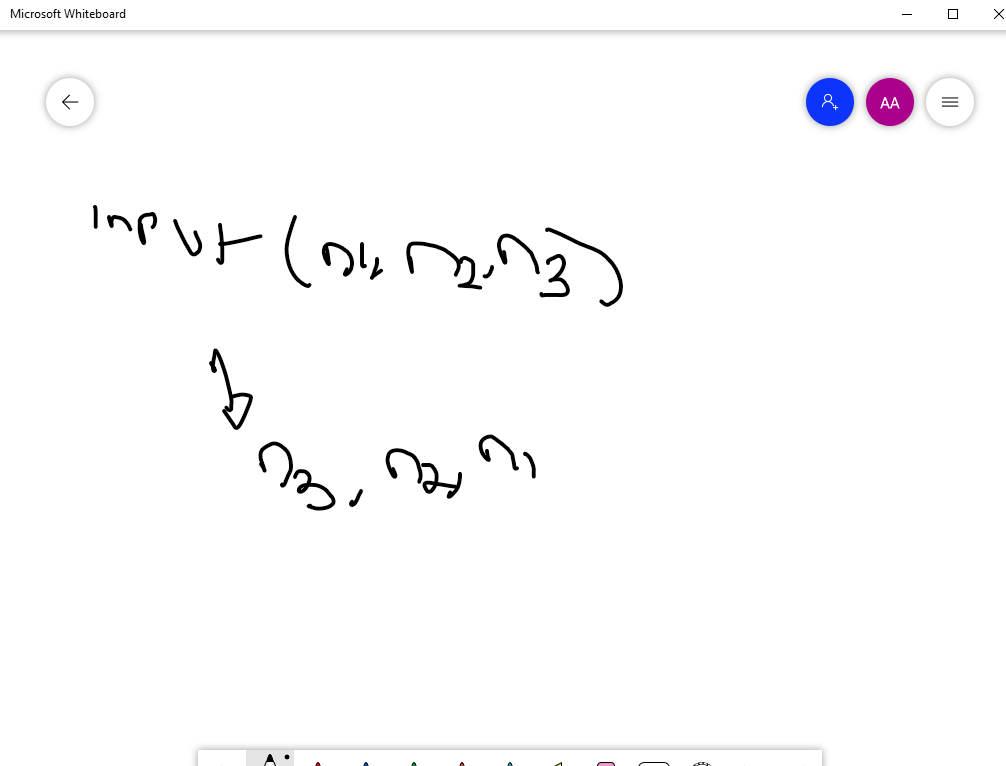 Microsoft Whiteboard
AA
Input (n1, n2, n3)
n3, n2, n1